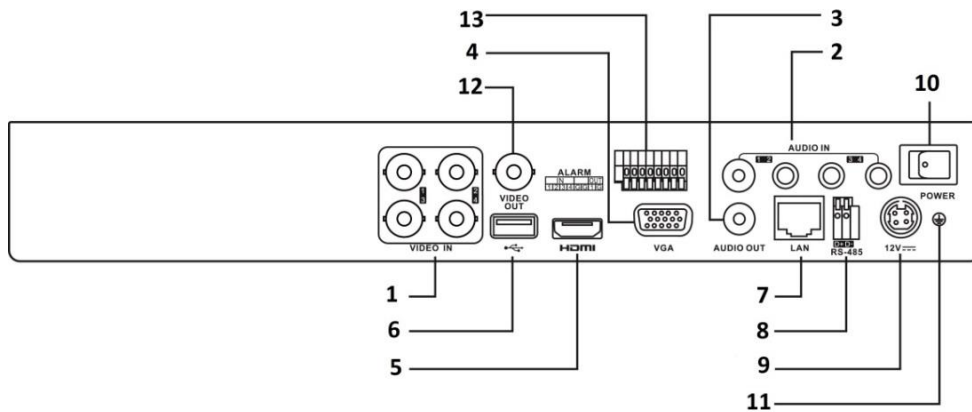 13
3
4
2
12
10
AUDIO IN
1 2
3 4
ALARM
IN OUT
VIDEO
OUT
POWER
VIDEO IN
HDMI
VGA
AUDIO OUT
LAN
D+ D-
RS-485
12V
1
6
5
7
8
9
11